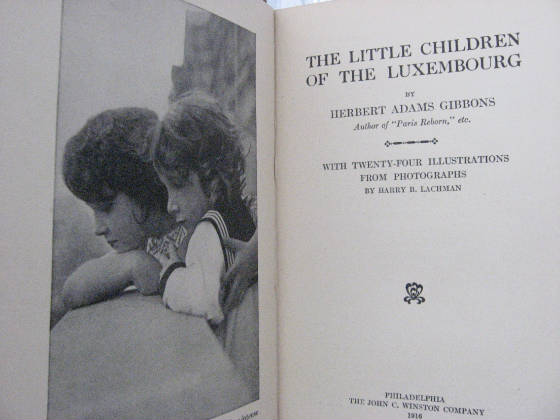 THE LITTLE CHILDREN
OF THE LUXEMBOURG
BY
HERBERT ADAMS GIBBONS
Author of "Paris Reborn," etc.
WITH TWENTY-FOUR ILLUSTRATIONS
FROM PHOTOGRAPHS
BY HARRY B. LACHMAN
PHILADELPHIA
THE JOHN C. WINSTON COMPANY
1916